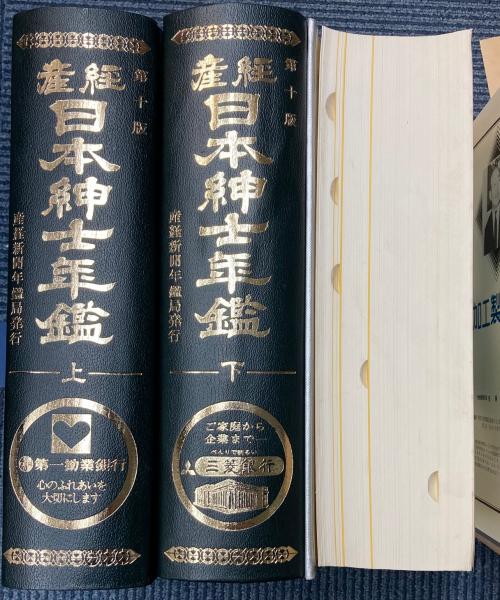 第十版
産経
日本紳士年鑑
産経新聞年鑑局発行
上
第一勧業銀行
心のふれあいを
大切にします
第十版
産経
日本紳士年鑑
産経新聞年鑑局発行
下
ご家庭から
企業まで―
べんりで明るい
三菱銀行
加工製